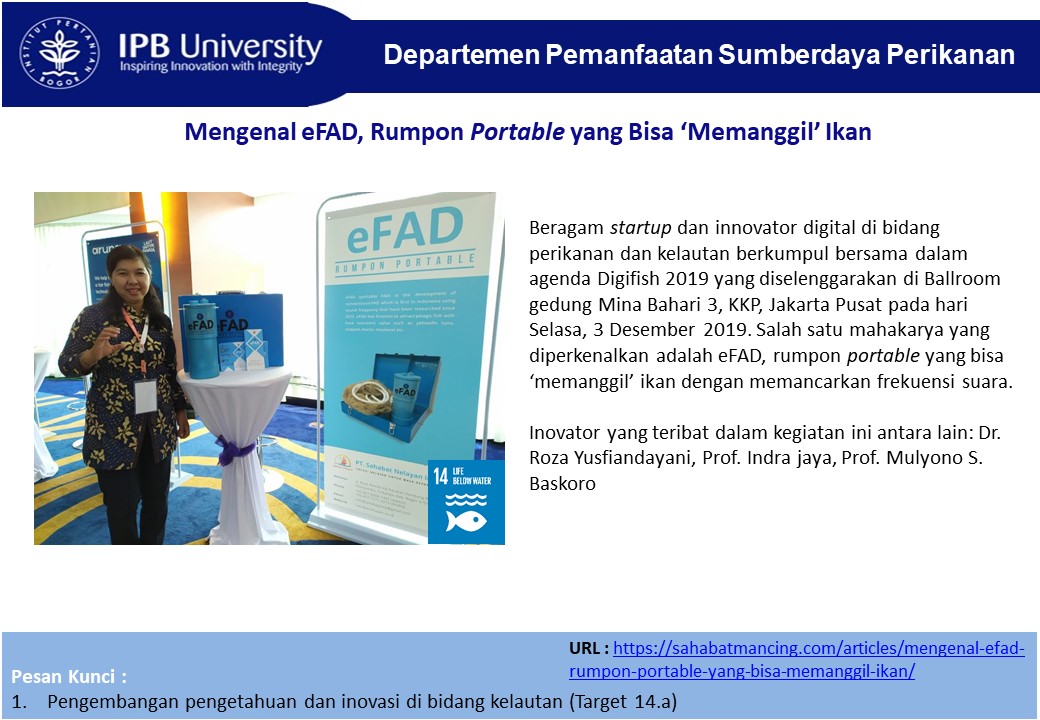 INSTITUT PERTANIAN
BOGOR
IPB University
Inspiring Innovation with Integrity
Departemen Pemanfaatan Sumberdaya Perikanan
Mengenal eFAD, Rumpon Portable yang Bisa ‘Memanggil’ Ikan
aruna
eFAD
eFAD
eFAD
RUMPON PORTABLE
PT. Sahabat Nelayan
14 LIFE
BELOW WATER
Beragam startup dan innovator digital di bidang
perikanan dan kelautan berkumpul bersama dalam
agenda Digifish 2019 yang diselenggarakan di Ballroom
gedung Mina Bahari 3, KKP, Jakarta Pusat pada hari
Selasa, 3 Desember 2019. Salah satu mahakarya yang
diperkenalkan adalah eFAD, rumpon portable yang bisa
‘memanggil’ ikan dengan memancarkan frekuensi suara.
Inovator yang teribat dalam kegiatan ini antara lain: Dr.
Roza Yusfiandayani, Prof. Indra jaya, Prof. Mulyono S.
Baskoro
URL : https://sahabatmancing.com/articles/mengenal-efad-
rumpon-portable-yang-bisa-memanggil-ikan/
Pesan Kunci :
1. Pengembangan pengetahuan dan inovasi di bidang kelautan (Target 14.a)